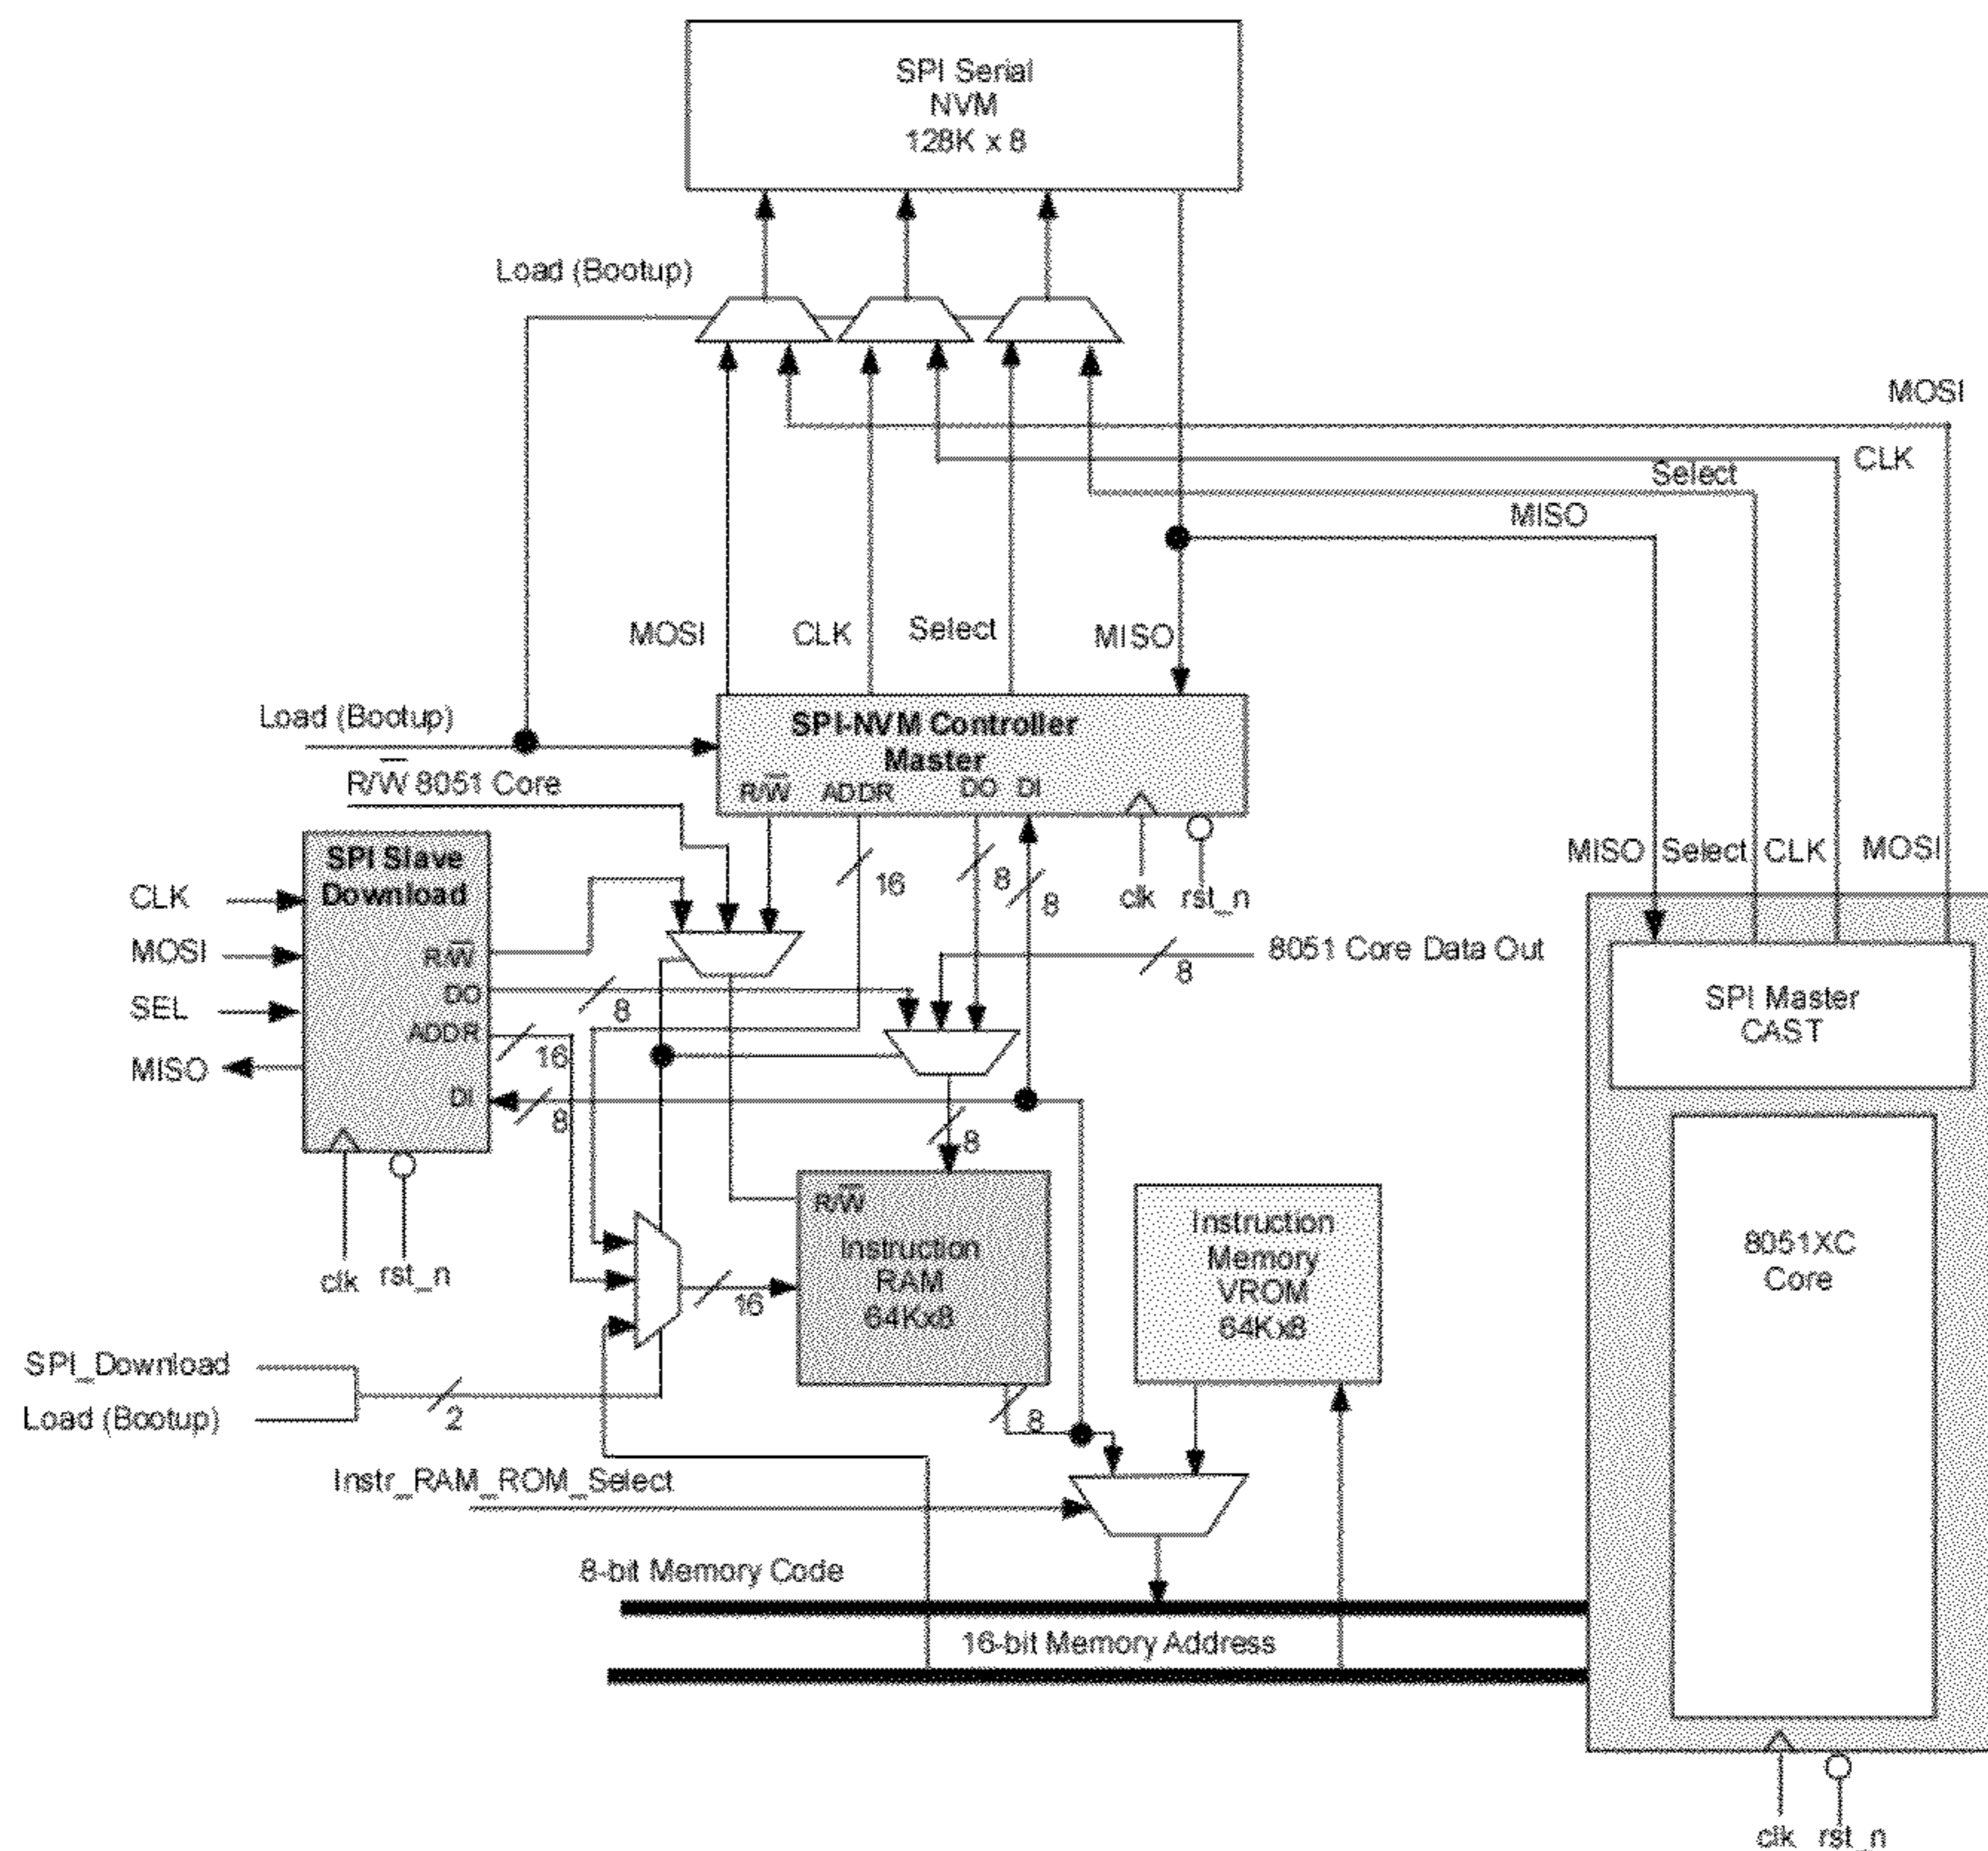 SPI Serial
NVM
128K x 8
Load (Bootup)
MOSI
CLK
Select
MISO
MOSI
CLK
Select
MISO
Load (Bootup)
SPI-NVM Controller
Master
R/W̅ ADDR DO DI
R/W̅ 8051 Core
16
8
8
clk
rst_n
MISO
Select
CLK
MOSI
SPI Slave
Download
CLK
MOSI
SEL
MISO
R/W̅
DO
ADDR
DI
8
16
8
clk
rst_n
8051 Core Data Out
8
SPI Master
CAST
8
R/W̅
Instruction
RAM
64Kx8
Instruction
Memory
VROM
64Kx8
8051XC
Core
16
SPI_Download
Load (Bootup)
2
8
Instr_RAM_ROM_Select
8-bit Memory Code
16-bit Memory Address
clk
rst_n